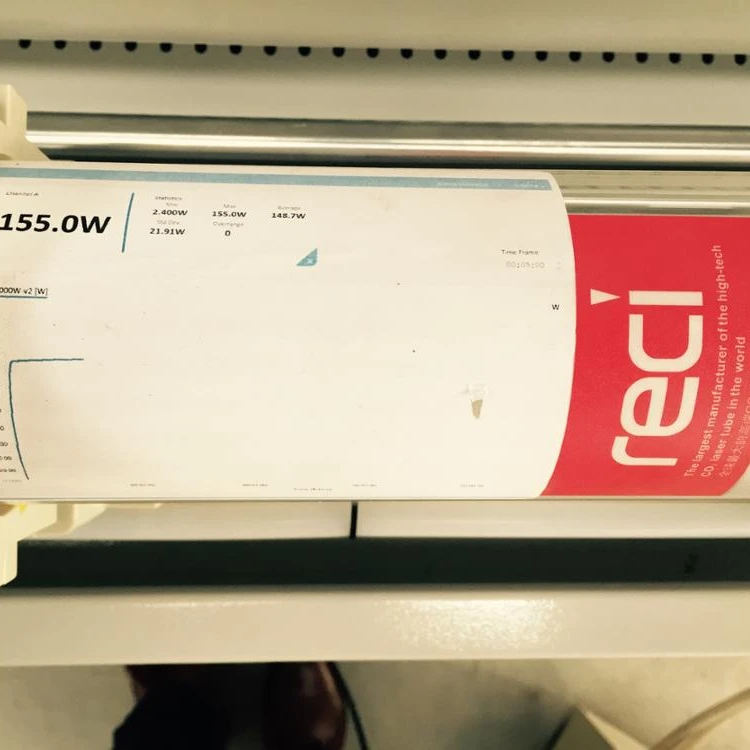 Channel A
155.0W
Statistics
Min
2.400W
Max
155.0W
Average
148.7W
Std Dev
21.91W
Overrange
0
Time Frame
00:05:00
000W v2 [W]
W
reci
The largest manufacturer of the high-tech
CO₂ laser tube in the world